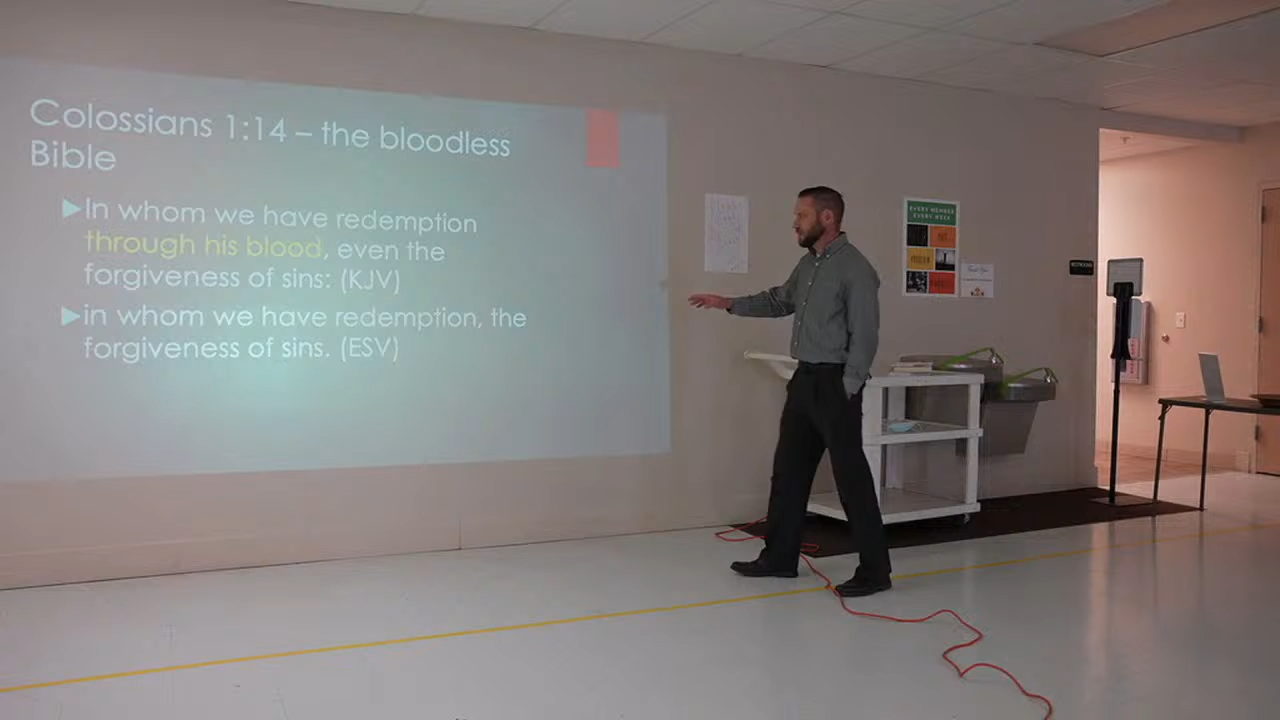 Colossians 1:14 – the bloodless
Bible
►In whom we have redemption
through his blood, even the
forgiveness of sins: (KJV)
►in whom we have redemption, the
forgiveness of sins. (ESV)
EVERY MEMBER
EVERY WEEK